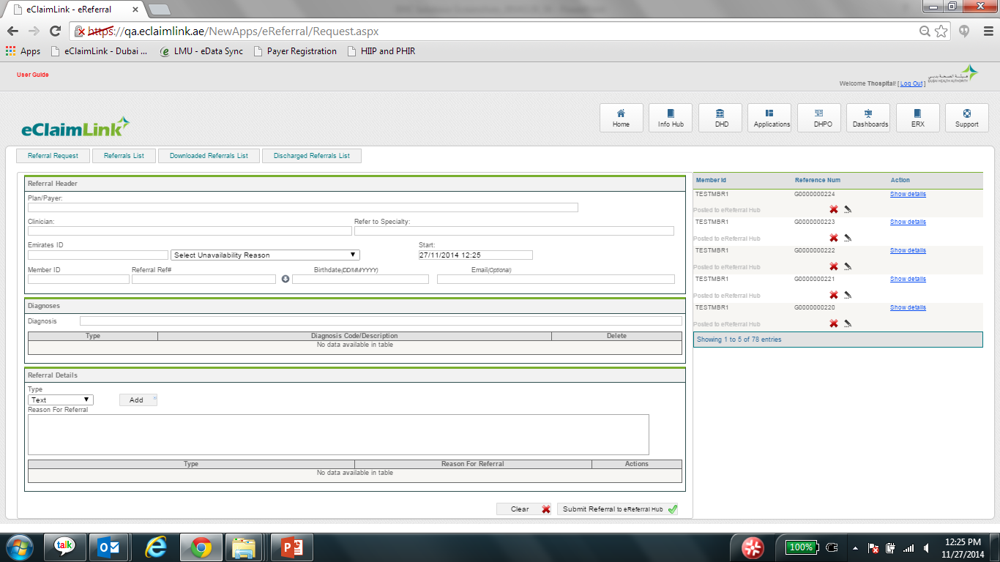 eClaimLink - eReferral
https://qa.eclaimlink.ae/NewApps/eReferral/Request.aspx
Apps eClaimLink - Dubai ... LMU - eData Sync Payer Registration HIIP and PHIR
User Guide
Welcome Thospital! [ Log Out ]
هيئة الصحة بدبي
DUBAI HEALTH AUTHORITY
eClaimLink
Home Info Hub DHD Applications DHPO Dashboards ERX Support
Referral Request Referrals List Downloaded Referrals List Discharged Referrals List
Referral Header
Plan/Payer:
Clinician: Refer to Specialty:
Emirates ID Start:
Select Unavailability Reason 27/11/2014 12:25
Member ID Referral Ref# Birthdate(DD/MM/YYYY) Email(Optional)
Diagnoses
Diagnosis
Type Diagnosis Code/Description Delete
No data available in table
Referral Details
Type
Text Add
Reason For Referral
Type Reason For Referral Actions
No data available in table
Clear Submit Referral to eReferral Hub
Member Id Reference Num Action
TESTMBR1 G0000000224 Show details
Posted to eReferral Hub
TESTMBR1 G0000000223 Show details
Posted to eReferral Hub
TESTMBR1 G0000000222 Show details
Posted to eReferral Hub
TESTMBR1 G0000000221 Show details
Posted to eReferral Hub
TESTMBR1 G0000000220 Show details
Posted to eReferral Hub
Showing 1 to 5 of 78 entries
talk
100%
12:25 PM
11/27/2014